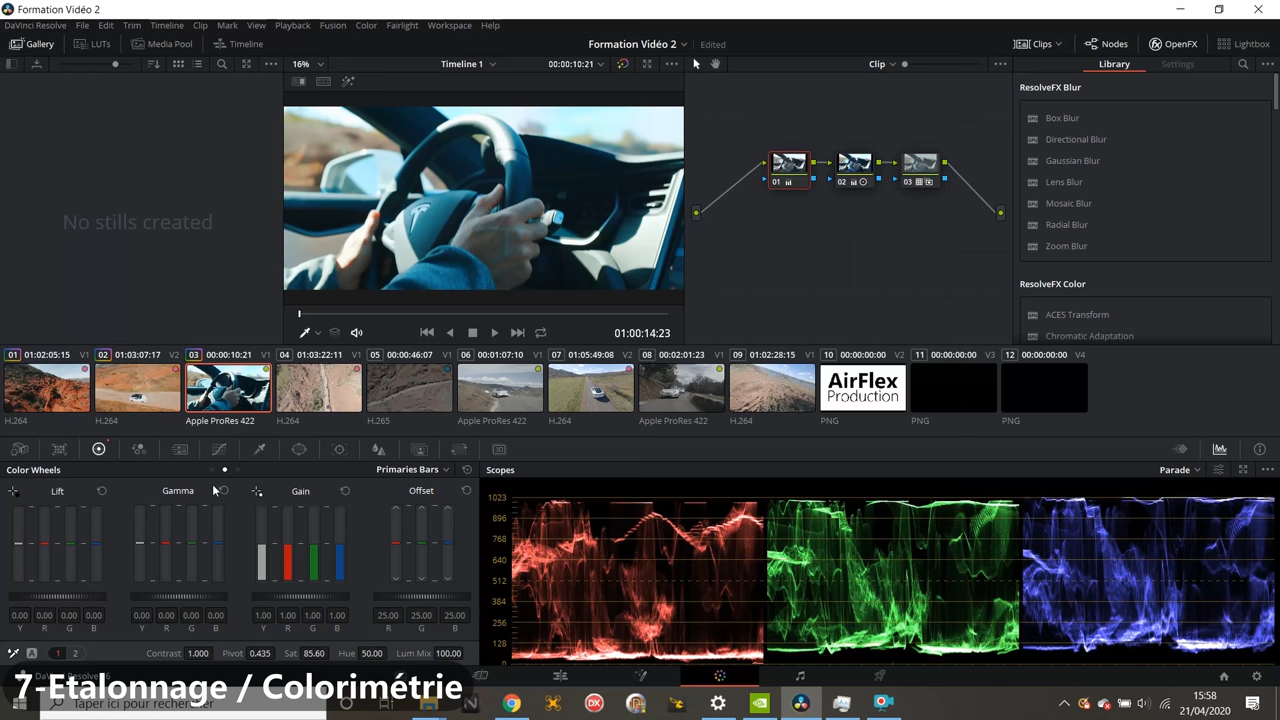 Formation Vidéo 2
DaVinci Resolve File Edit Trim Timeline Clip Mark View Playback Fusion Color Fairlight Workspace Help
Gallery LUTs Media Pool Timeline Formation Vidéo 2 Edited Clips Nodes OpenFX Lightbox
16% Timeline 1 00:00:10:21 Clip Library Settings
ResolveFX Blur
Box Blur
Directional Blur
Gaussian Blur
Lens Blur
Mosaic Blur
Radial Blur
Zoom Blur
ResolveFX Color
ACES Transform
Chromatic Adaptation
01 02 03
No stills created
01:00:14:23
01 01:02:05:15 V1 02 01:03:07:17 V2 03 00:00:10:21 V1 04 01:03:22:11 V1 05 00:00:46:07 V1 06 00:01:07:10 V1 07 01:05:49:08 V1 08 00:02:01:23 V1 09 01:02:28:15 V1 10 00:00:00:00 V2 11 00:00:00:00 V3 12 00:00:00:00 V4
AirFlex
Production
H.264 H.264 Apple ProRes 422 H.264 H.265 Apple ProRes 422 H.264 Apple ProRes 422 H.264 PNG PNG PNG
Color Wheels Primaries Bars Scopes Parade
Lift Gamma Gain Offset
1023
896
768
640
512
384
256
128
0
0.00 0.00 0.00 0.00 0.00 0.00 0.00 0.00 1.00 1.00 1.00 1.00 25.00 25.00 25.00
Y R G B Y R G B Y R G B R G B
A 1 2 Contrast 1.000 Pivot 0.435 Sat 85.60 Hue 50.00 Lum Mix 100.00
7-Etalonnage / Colorimétrie
Taper ici pour rechercher
15:58
21/04/2020